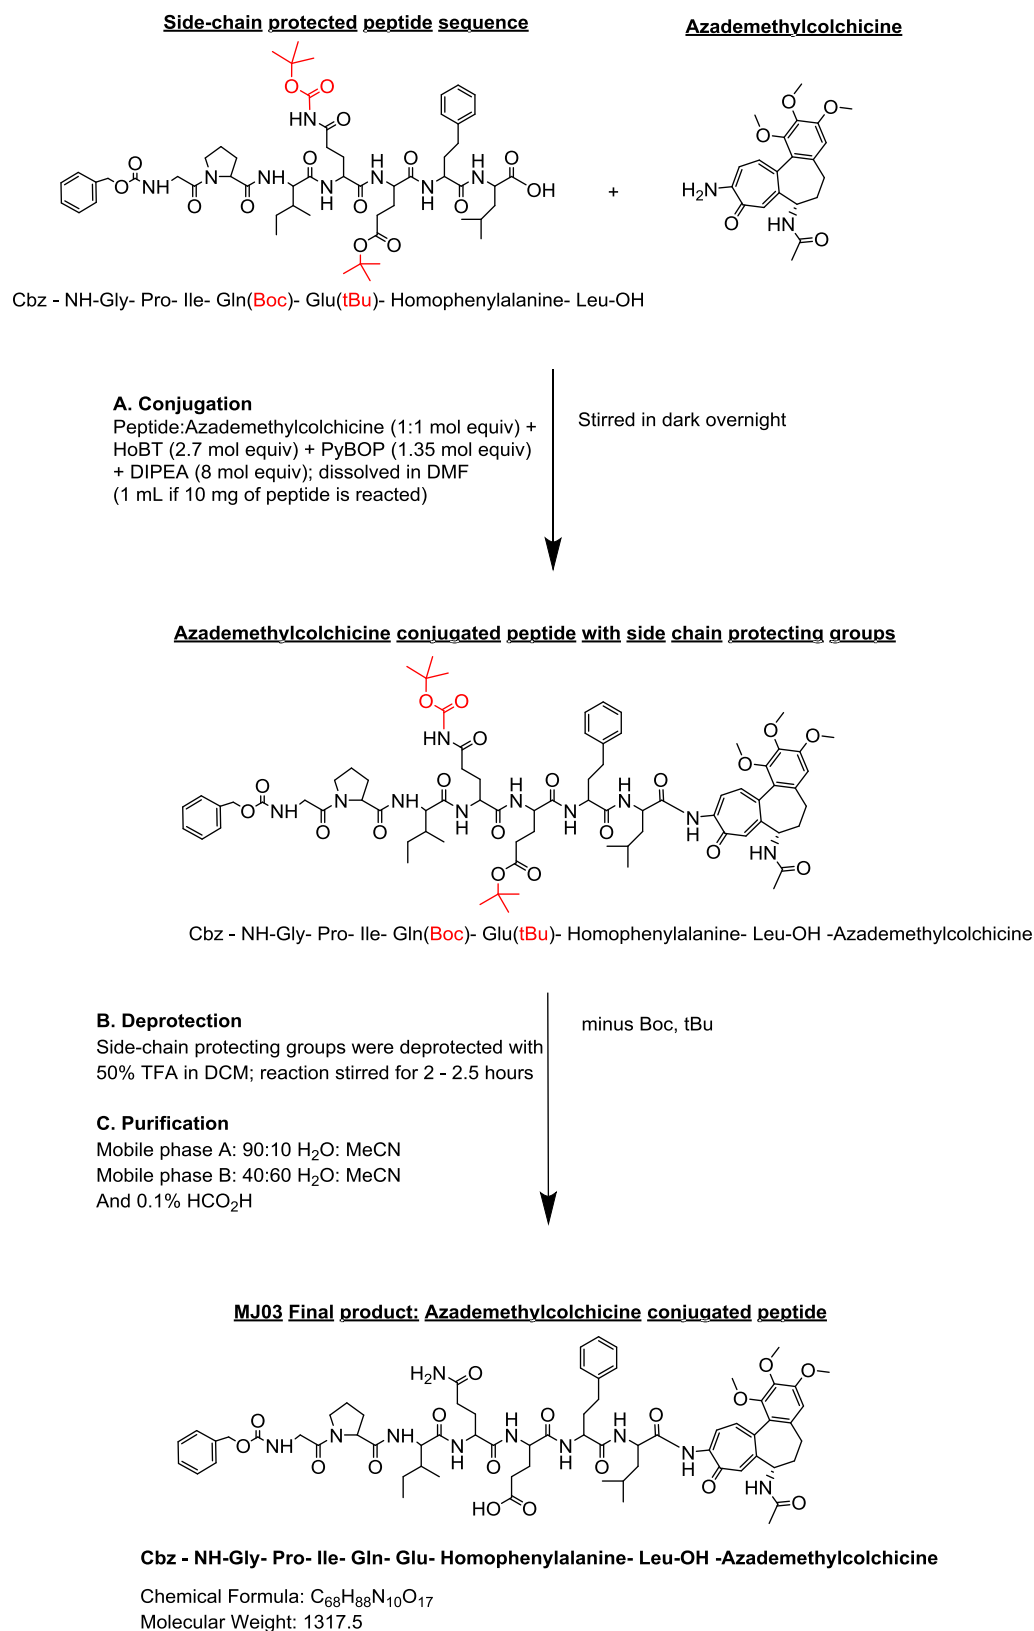 Side-chain protected peptide sequence
Azademethylcolchicine
Cbz - NH-Gly- Pro- Ile- Gln(Boc)- Glu(tBu)- Homophenylalanine- Leu-OH
+
A. Conjugation
Peptide:Azademethylcolchicine (1:1 mol equiv) +
HoBT (2.7 mol equiv) + PyBOP (1.35 mol equiv)
+ DIPEA (8 mol equiv); dissolved in DMF
(1 mL if 10 mg of peptide is reacted)
Stirred in dark overnight
Azademethylcolchicine conjugated peptide with side chain protecting groups
Cbz - NH-Gly- Pro- Ile- Gln(Boc)- Glu(tBu)- Homophenylalanine- Leu-OH -Azademethylcolchicine
B. Deprotection
Side-chain protecting groups were deprotected with
50% TFA in DCM; reaction stirred for 2 - 2.5 hours
minus Boc, tBu
C. Purification
Mobile phase A: 90:10 H₂O: MeCN
Mobile phase B: 40:60 H₂O: MeCN
And 0.1% HCO₂H
MJ03 Final product: Azademethylcolchicine conjugated peptide
Cbz - NH-Gly- Pro- Ile- Gln- Glu- Homophenylalanine- Leu-OH -Azademethylcolchicine
Chemical Formula: C₆₈H₈₈N₁₀O₁₇
Molecular Weight: 1317.5